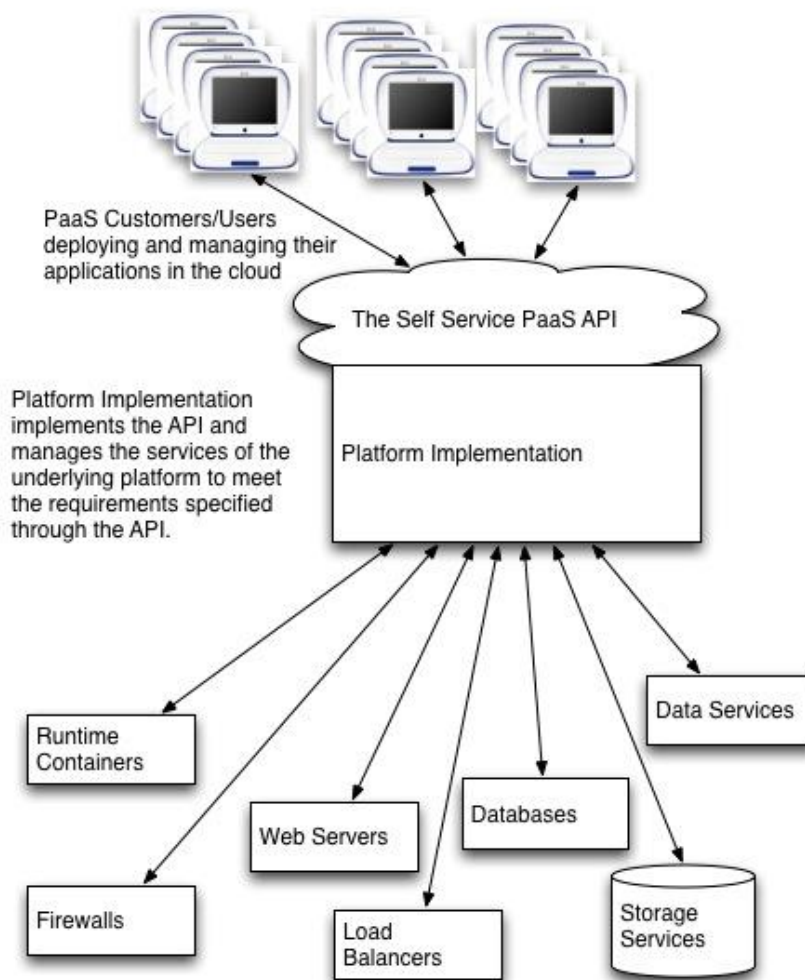 PaaS Customers/Users
deploying and managing their
applications in the cloud
The Self Service PaaS API
Platform Implementation
implements the API and
manages the services of the
underlying platform to meet
the requirements specified
through the API.
Platform Implementation
Data Services
Runtime
Containers
Databases
Web Servers
Firewalls
Load
Balancers
Storage
Services